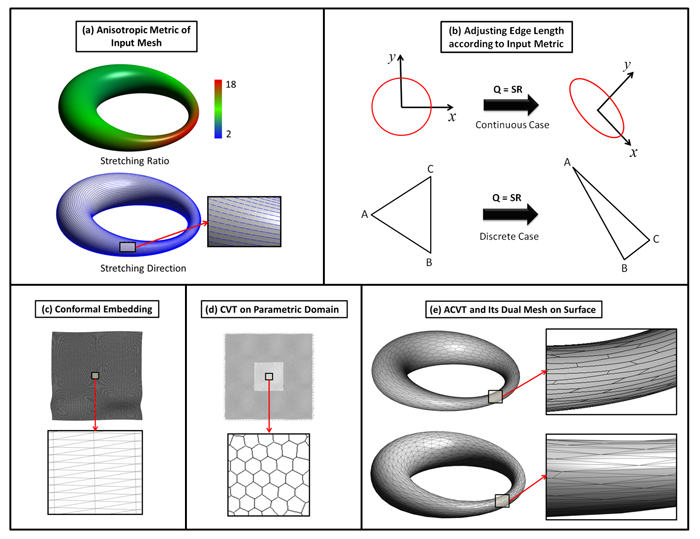 (a) Anisotropic Metric of
Input Mesh
18
2
Stretching Ratio
Stretching Direction
(b) Adjusting Edge Length
according to Input Metric
y
x
Q = SR
Continuous Case
y
x
C
A
B
Q = SR
Discrete Case
A
C
B
(c) Conformal Embedding
(d) CVT on Parametric Domain
(e) ACVT and Its Dual Mesh on Surface